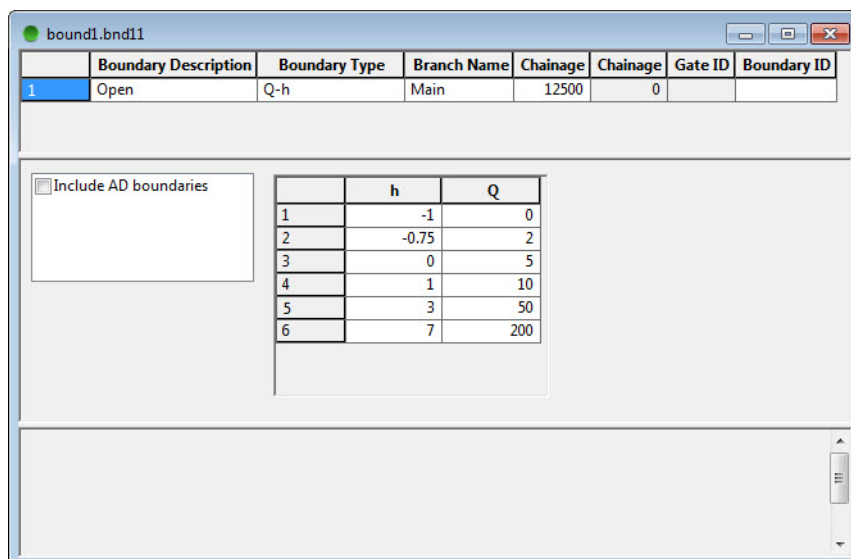 bound1.bnd11
Boundary Description Boundary Type Branch Name Chainage Chainage Gate ID Boundary ID
1 Open Q-h Main 12500 0
Include AD boundaries
h Q
1 -1 0
2 -0.75 2
3 0 5
4 1 10
5 3 50
6 7 200